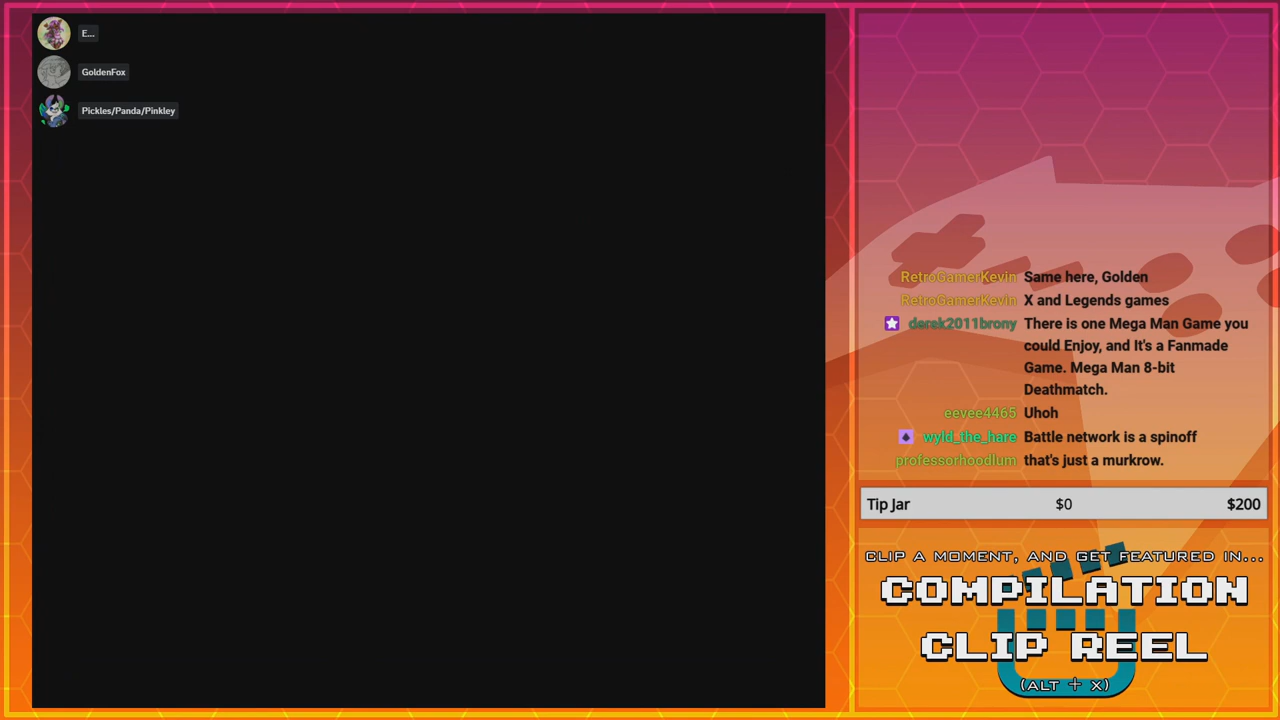 E...
GoldenFox
Pickles/Panda/Pinkley
RetroGamerKevin Same here, Golden
RetroGamerKevin X and Legends games
derek2011brony There is one Mega Man Game you
could Enjoy, and It's a Fanmade
Game. Mega Man 8-bit
Deathmatch.
eevee4465 Uhoh
wyld_the_hare Battle network is a spinoff
professorhoodlum that's just a murkrow.
Tip Jar $0 $200
CLIP A MOMENT, AND GET FEATURED IN...
COMPILATION
CLIP REEL
(ALT + X)